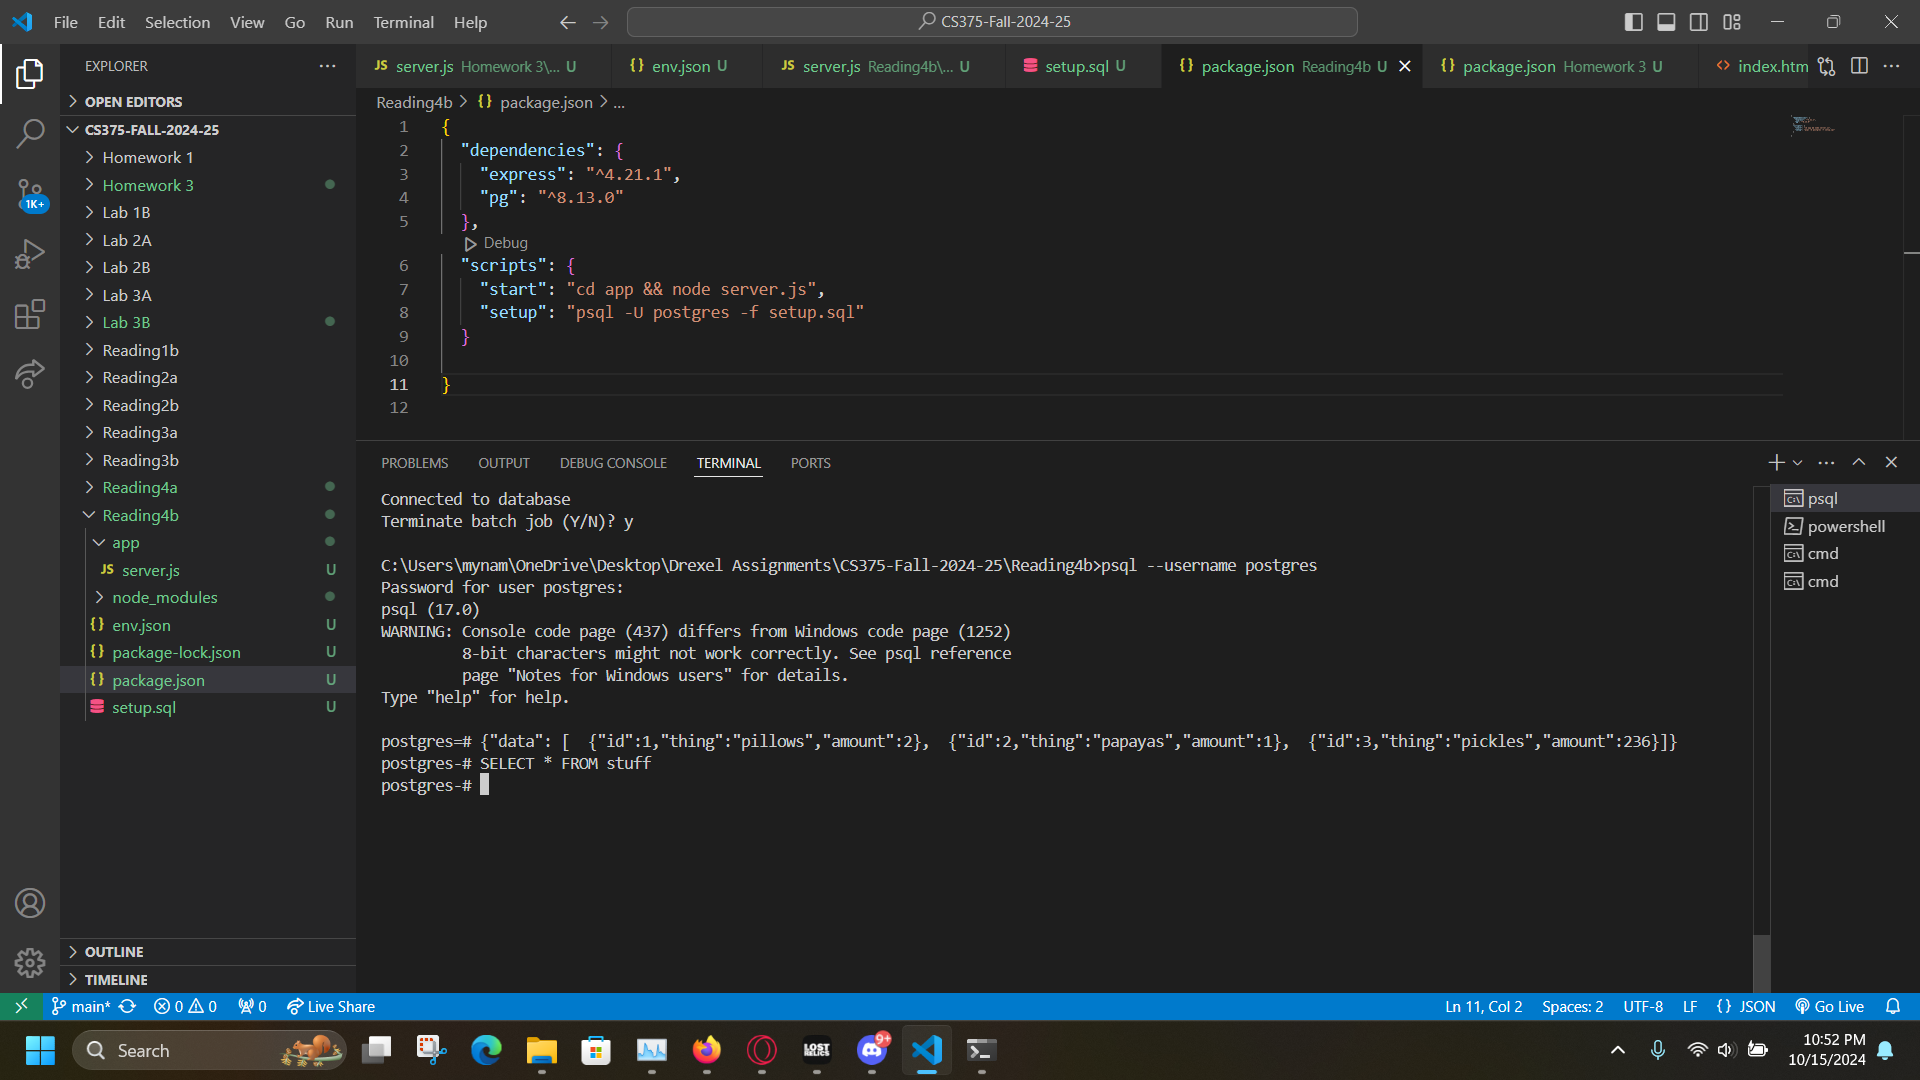 File Edit Selection View Go Run Terminal Help
CS375-Fall-2024-25
EXPLORER
OPEN EDITORS
CS375-FALL-2024-25
Homework 1
Homework 3
Lab 1B
Lab 2A
Lab 2B
Lab 3A
Lab 3B
Reading1b
Reading2a
Reading2b
Reading3a
Reading3b
Reading4a
Reading4b
app
JS server.js U
node_modules
{} env.json U
{} package-lock.json U
{} package.json U
setup.sql U
OUTLINE
TIMELINE
1K+
JS server.js Homework 3\... U {} env.json U JS server.js Reading4b\... U setup.sql U {} package.json Reading4b U {} package.json Homework 3 U <> index.htm
Reading4b > {} package.json > ...
1 {
2 "dependencies": {
3 "express": "^4.21.1",
4 "pg": "^8.13.0"
5 },
Debug
6 "scripts": {
7 "start": "cd app && node server.js",
8 "setup": "psql -U postgres -f setup.sql"
9 }
10
11 }
12
PROBLEMS OUTPUT DEBUG CONSOLE TERMINAL PORTS
Connected to database
Terminate batch job (Y/N)? y
C:\Users\mynam\OneDrive\Desktop\Drexel Assignments\CS375-Fall-2024-25\Reading4b>psql --username postgres
Password for user postgres:
psql (17.0)
WARNING: Console code page (437) differs from Windows code page (1252)
8-bit characters might not work correctly. See psql reference
page "Notes for Windows users" for details.
Type "help" for help.
postgres=# {"data": [  {"id":1,"thing":"pillows","amount":2},  {"id":2,"thing":"papayas","amount":1},  {"id":3,"thing":"pickles","amount":236}]}
postgres-# SELECT * FROM stuff
postgres-#
psql
powershell
cmd
cmd
main* 0 0 0 Live Share Ln 11, Col 2 Spaces: 2 UTF-8 LF {} JSON Go Live
Search
LOST RELICS
9+
10:52 PM
10/15/2024